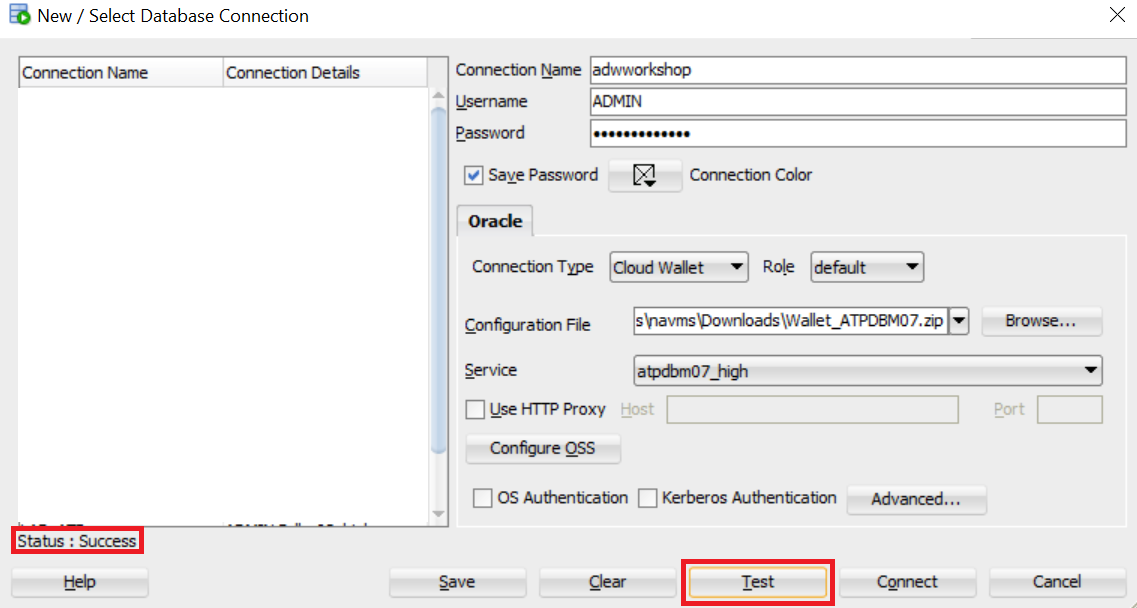 New / Select Database Connection
Connection Name Connection Details
Connection Name adwworkshop
Username ADMIN
Password •••••••••••••
Save Password Connection Color
Oracle
Connection Type Cloud Wallet Role default
Configuration File s\navms\Downloads\Wallet_ATPDBM07.zip Browse...
Service atpdbm07_high
Use HTTP Proxy Host Port
Configure OSS
OS Authentication Kerberos Authentication Advanced...
Status : Success
Help Save Clear Test Connect Cancel